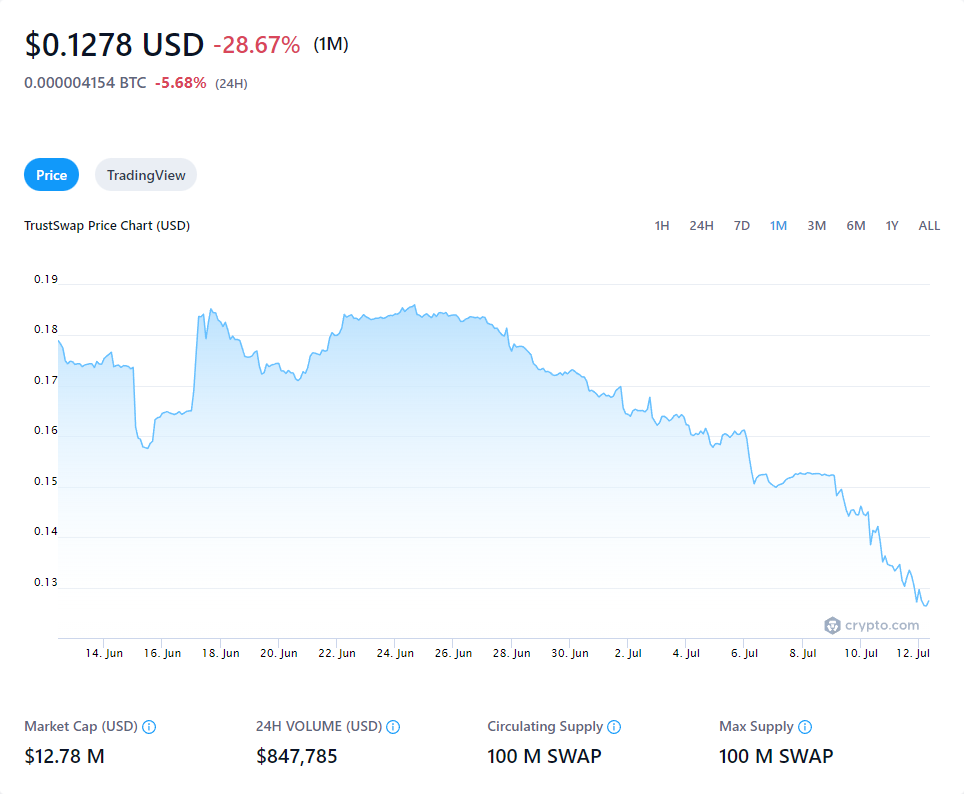 $0.1278 USD -28.67% (1M)
0.000004154 BTC -5.68% (24H)
Price TradingView
TrustSwap Price Chart (USD) 1H 24H 7D 1M 3M 6M 1Y ALL
0.19
0.18
0.17
0.16
0.15
0.14
0.13
crypto.com
14. Jun 16. Jun 18. Jun 20. Jun 22. Jun 24. Jun 26. Jun 28. Jun 30. Jun 2. Jul 4. Jul 6. Jul 8. Jul 10. Jul 12. Jul
Market Cap (USD) 24H VOLUME (USD) Circulating Supply Max Supply
$12.78 M $847,785 100 M SWAP 100 M SWAP